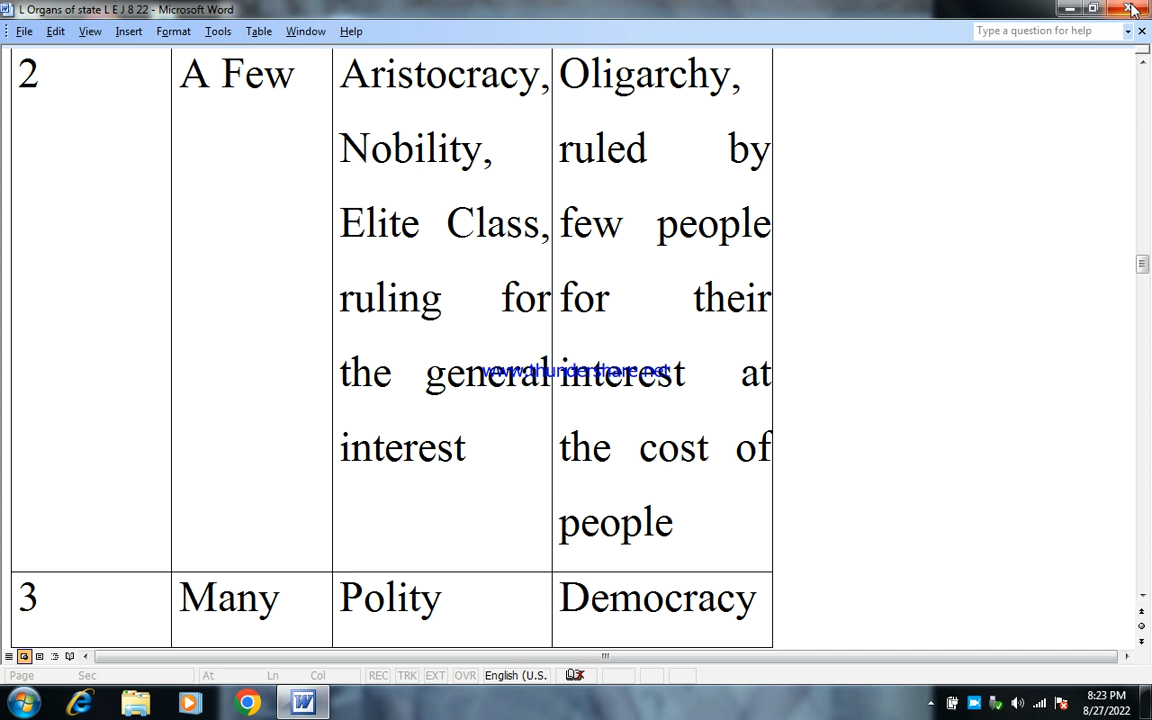 L Organs of state L E J 8 22 - Microsoft Word
File Edit View Insert Format Tools Table Window Help
Type a question for help
2 A Few Aristocracy, Oligarchy,
Nobility, ruled by
Elite Class, few people
ruling for for their
the general interest at
www.thundershare.net
interest the cost of
people
3 Many Polity Democracy
Page Sec At Ln Col REC TRK EXT OVR English (U.S.
8:23 PM
8/27/2022